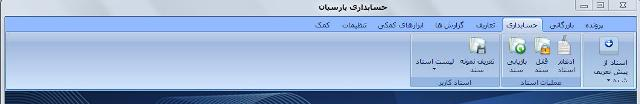 حسابداری پارسیان
پرونده بازرگانی حسابداری تعاریف گزارش ها ابزارهای کمکی تنظیمات کمک
اسناد از پیش تعریف شده
ادغام اسناد
قفل سند
بازیابی سند
عملیات اسناد
تعریف نمونه سند
لیست اسناد
اسناد کاربر